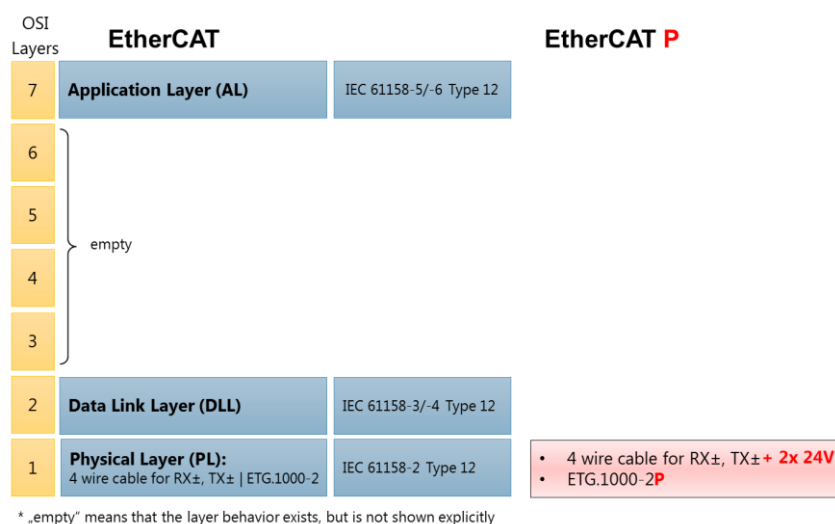 OSI
Layers
EtherCAT
EtherCAT P
7
Application Layer (AL)
IEC 61158-5/-6 Type 12
6
5
empty
4
3
2
Data Link Layer (DLL)
IEC 61158-3/-4 Type 12
1
Physical Layer (PL):
4 wire cable for RX±, TX± | ETG.1000-2
IEC 61158-2 Type 12
• 4 wire cable for RX±, TX± + 2x 24V
• ETG.1000-2P
* „empty“ means that the layer behavior exists, but is not shown explicitly